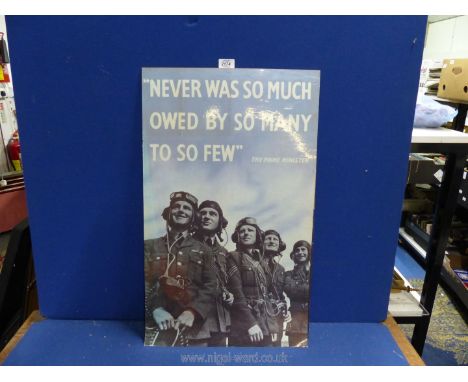 "NEVER WAS SO MUCH
OWED BY SO MANY
TO SO FEW"
THE PRIME MINISTER
www.nigel-ward.co.uk